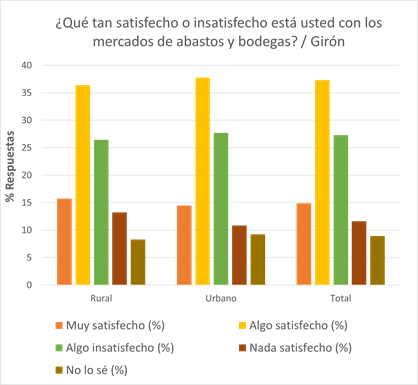 ¿Qué tan satisfecho o insatisfecho está usted con los
mercados de abastos y bodegas? / Girón
% Respuestas
40
35
30
25
20
15
10
5
0
Rural
Urbano
Total
Muy satisfecho (%)
Algo satisfecho (%)
Algo insatisfecho (%)
Nada satisfecho (%)
No lo sé (%)